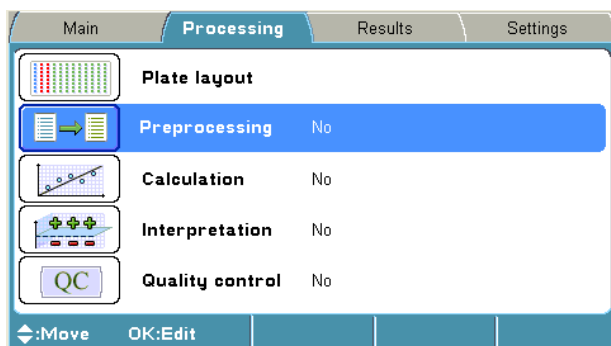 Main Processing Results Settings
Plate layout
Preprocessing No
Calculation No
Interpretation No
QC Quality control No
:Move OK:Edit